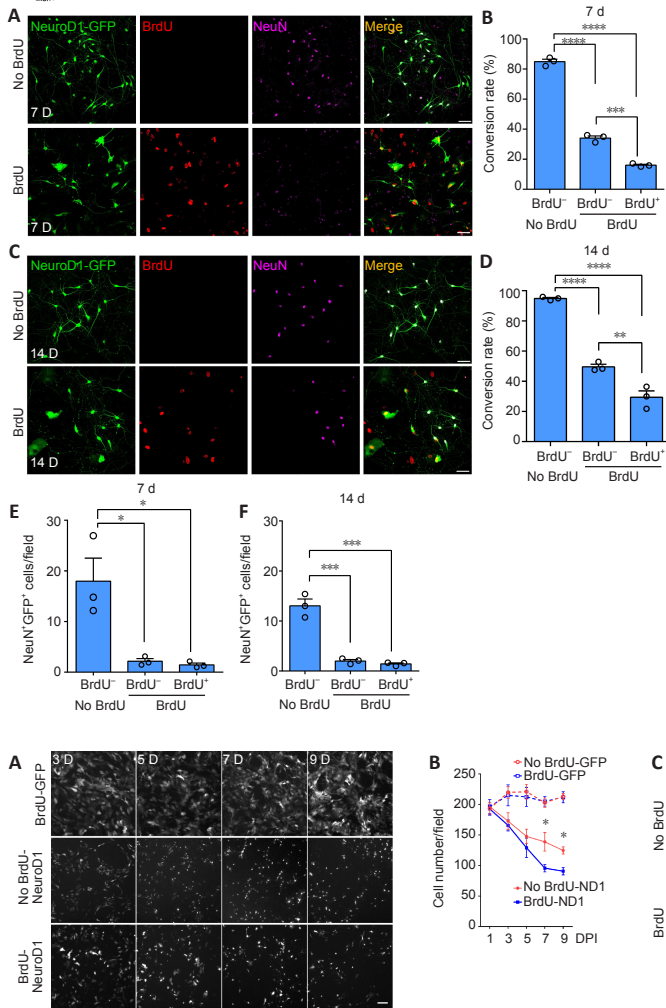 A
NeuroD1-GFP BrdU NeuN Merge
No BrdU
7 D
BrdU
7 D
B
7 d
****
****
***
Conversion rate (%)
100
80
60
40
20
0
BrdU⁻ BrdU⁻ BrdU⁺
No BrdU BrdU
C
NeuroD1-GFP BrdU NeuN Merge
No BrdU
14 D
BrdU
14 D
D
14 d
****
****
**
Conversion rate (%)
100
80
60
40
20
0
BrdU⁻ BrdU⁻ BrdU⁺
No BrdU BrdU
E
7 d
*
*
NeuN⁺GFP⁺ cells/field
30
20
10
0
BrdU⁻ BrdU⁻ BrdU⁺
No BrdU BrdU
F
14 d
***
***
NeuN⁺GFP⁺ cells/field
30
20
10
0
BrdU⁻ BrdU⁻ BrdU⁺
No BrdU BrdU
A
3 D 5 D 7 D 9 D
BrdU-GFP
No BrdU-
NeuroD1
BrdU-
NeuroD1
B
No BrdU-GFP
BrdU-GFP
Cell number/field
250
200
150
100
50
0
* *
No BrdU-ND1
BrdU-ND1
1 3 5 7 9 DPI
C
No BrdU
BrdU